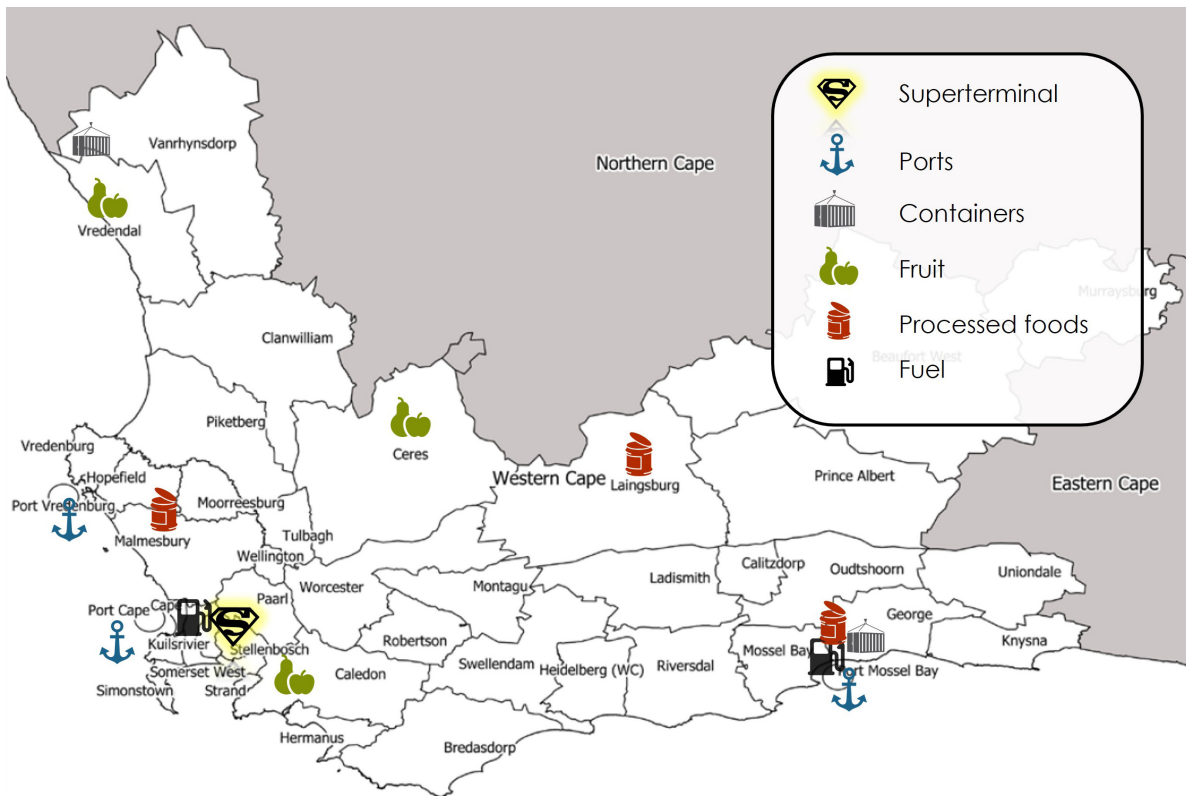 Superterminal
Ports
Containers
Fruit
Processed foods
Fuel
Vanrhynsdorp
Northern Cape
Vredendal
Murraysburg
Clanwilliam
Beaufort West
Piketberg
Vredenburg
Ceres
Hopefield
Western Cape
Laingsburg
Prince Albert
Eastern Cape
Port Vredenburg
Moorreesburg
Malmesbury
Tulbagh
Wellington
Worcester
Montagu
Ladismith
Calitzdorp
Oudtshoorn
Uniondale
Paarl
Port Cape
Cape
George
Kuilsrivier
Stellenbosch
Robertson
Knysna
Mossel Bay
Somerset West
Caledon
Swellendam
Heidelberg (WC)
Riversdal
Port Mossel Bay
Simonstown
Strand
Hermanus
Bredasdorp